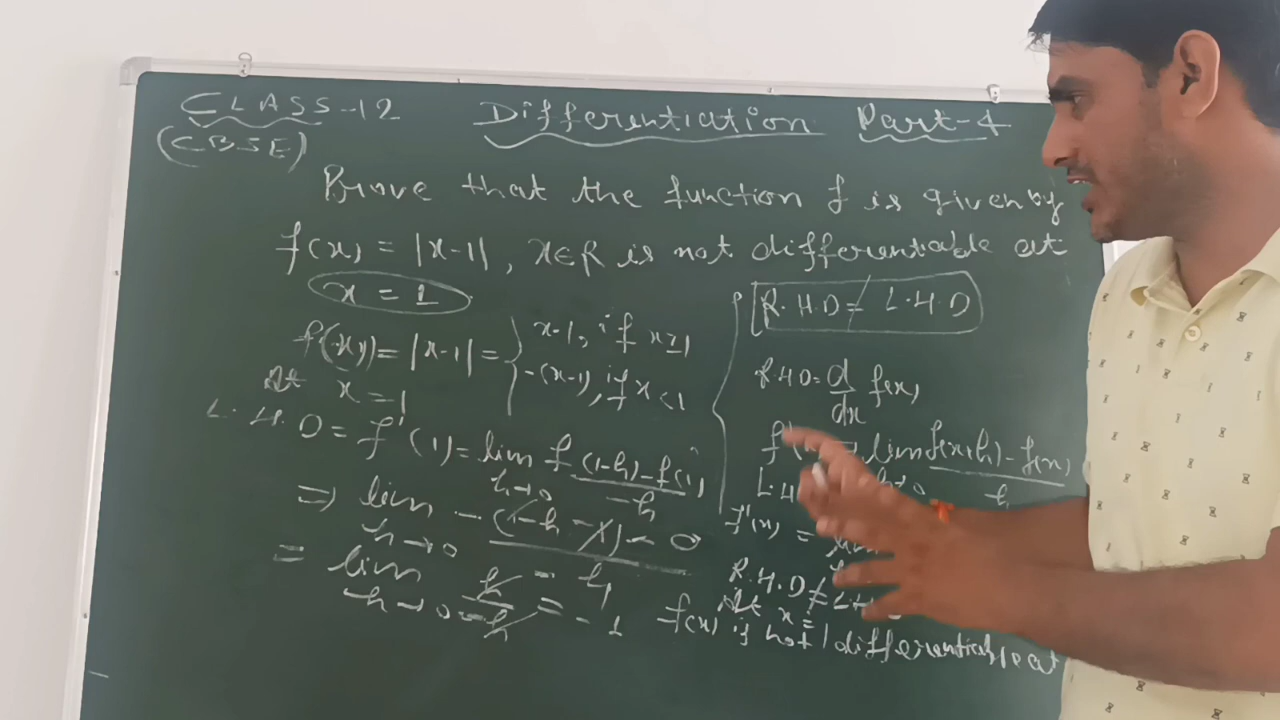 CLASS-12
(CBSE)
Differentiation Part-4
Prove that the function f is given by
f(x) = |x-1|, x∈R is not differentiable at
x = 1.
f(x) = |x-1| = { x-1, if x≥1
-(x-1), if x<1
At x=1
L.H.D = f'(1) = lim h→0 f(1-h)-f(1) / -h
⇒ lim h→0 -(1-h-1)-0 / -h
= lim h→0 h / -h = -1
[R.H.D ≠ L.H.D
R.H.D = d/dx f(x)
= lim f(x+h)-f(x) / h
f'(x) =
R.H.D ≠ L.H
At x=
f(x) is not differentiable at